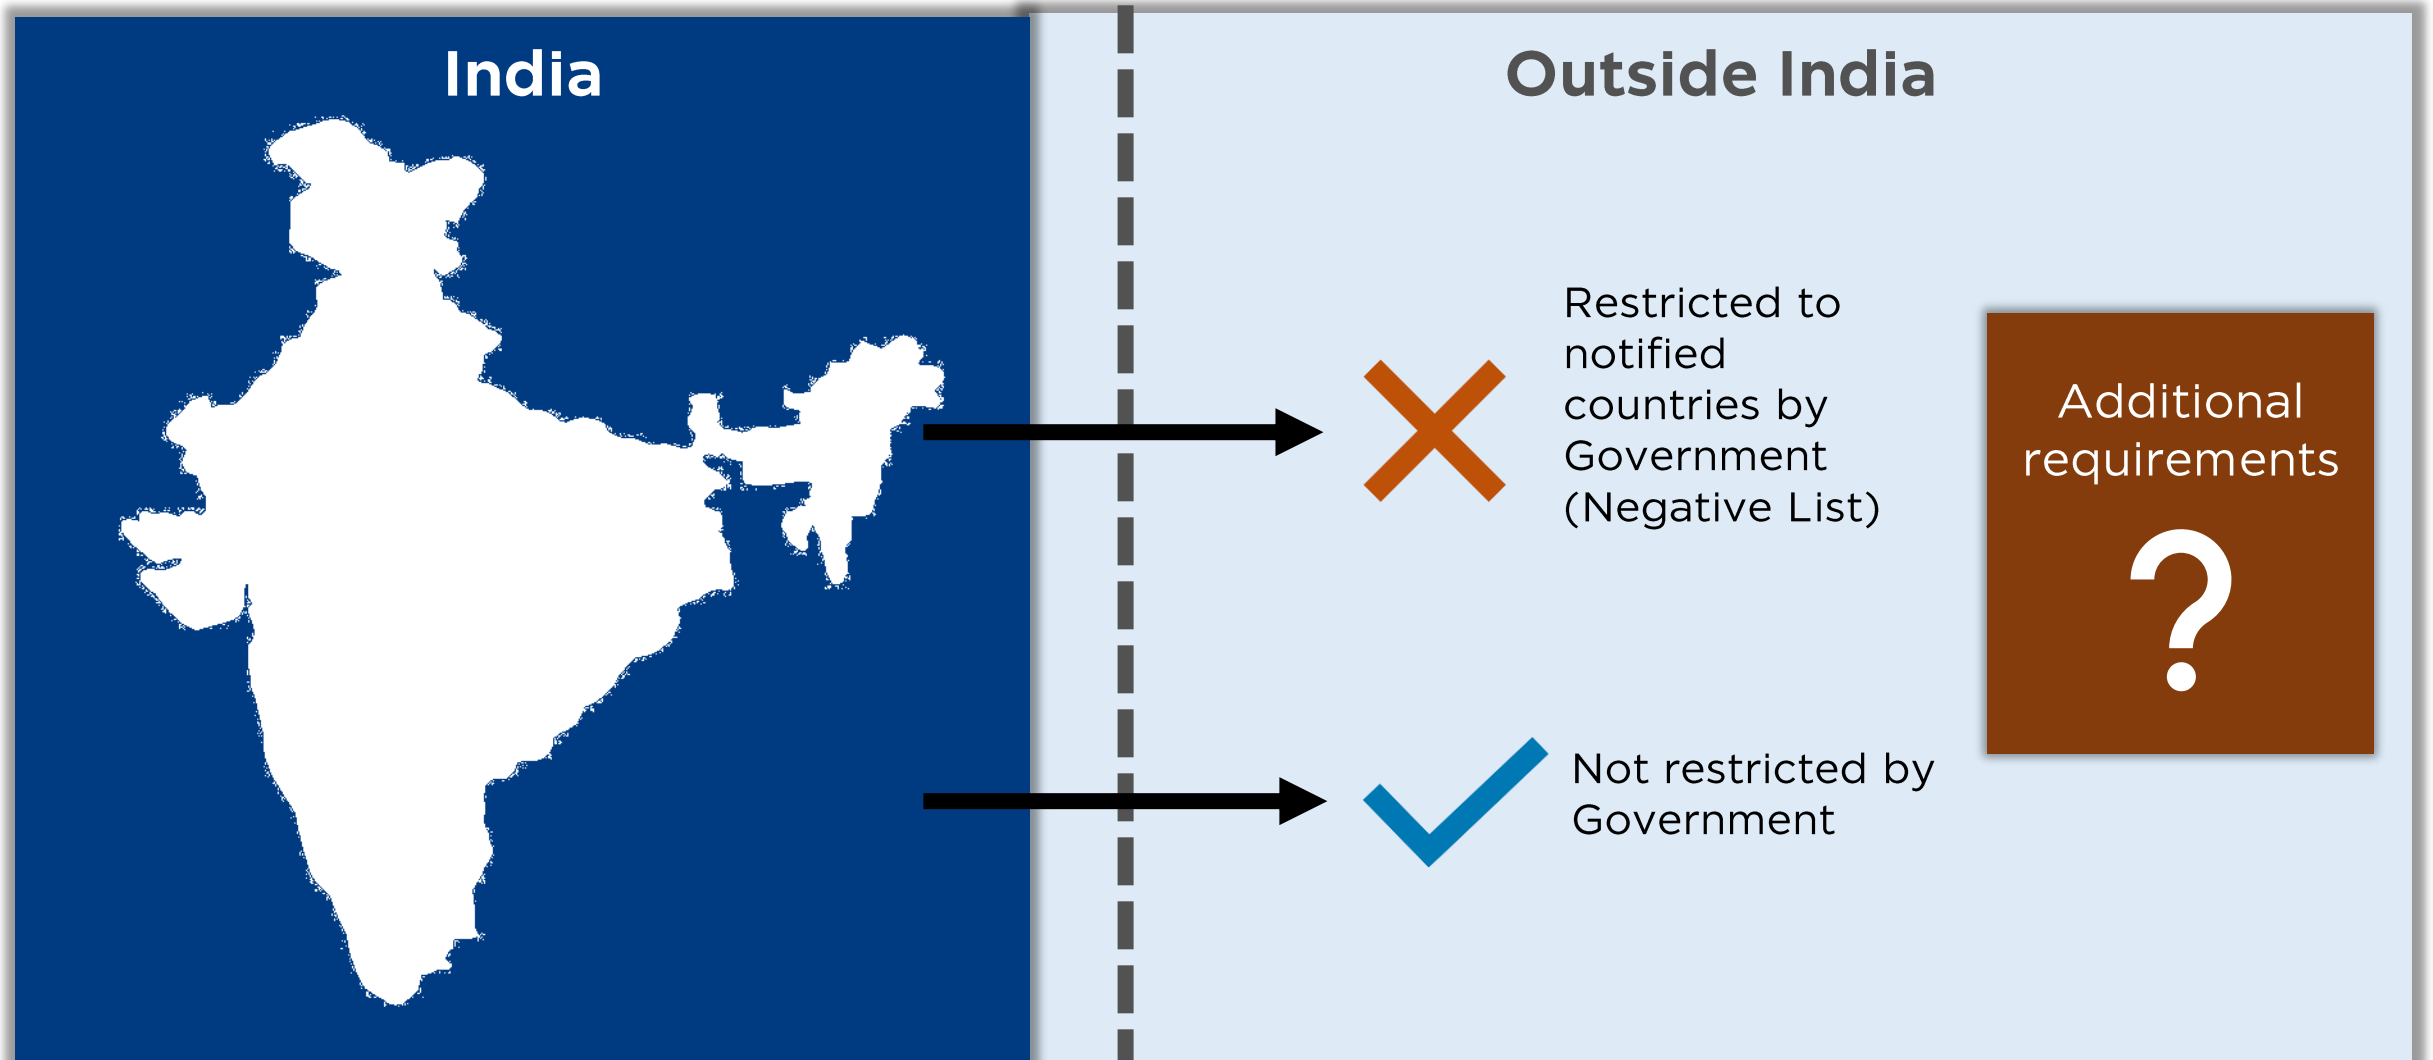 India
Outside India
Restricted to
notified
countries by
Government
(Negative List)
Additional
requirements
?
Not restricted by
Government